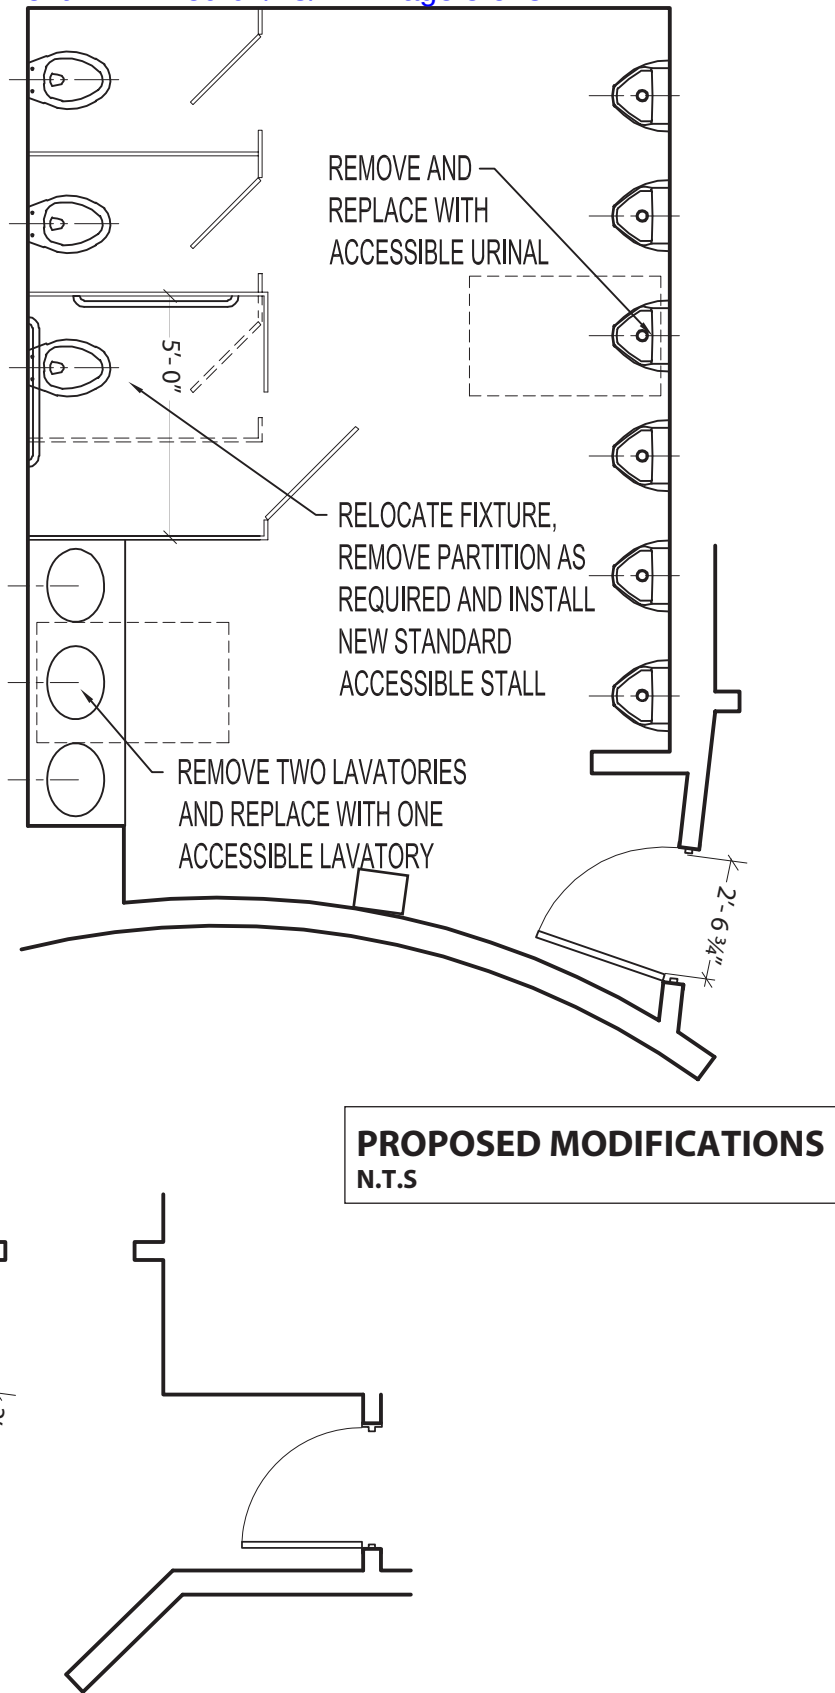 REMOVE AND
REPLACE WITH
ACCESSIBLE URINAL
5'-0"
RELOCATE FIXTURE,
REMOVE PARTITION AS
REQUIRED AND INSTALL
NEW STANDARD
ACCESSIBLE STALL
REMOVE TWO LAVATORIES
AND REPLACE WITH ONE
ACCESSIBLE LAVATORY
2'-6 ¾"
PROPOSED MODIFICATIONS
N.T.S